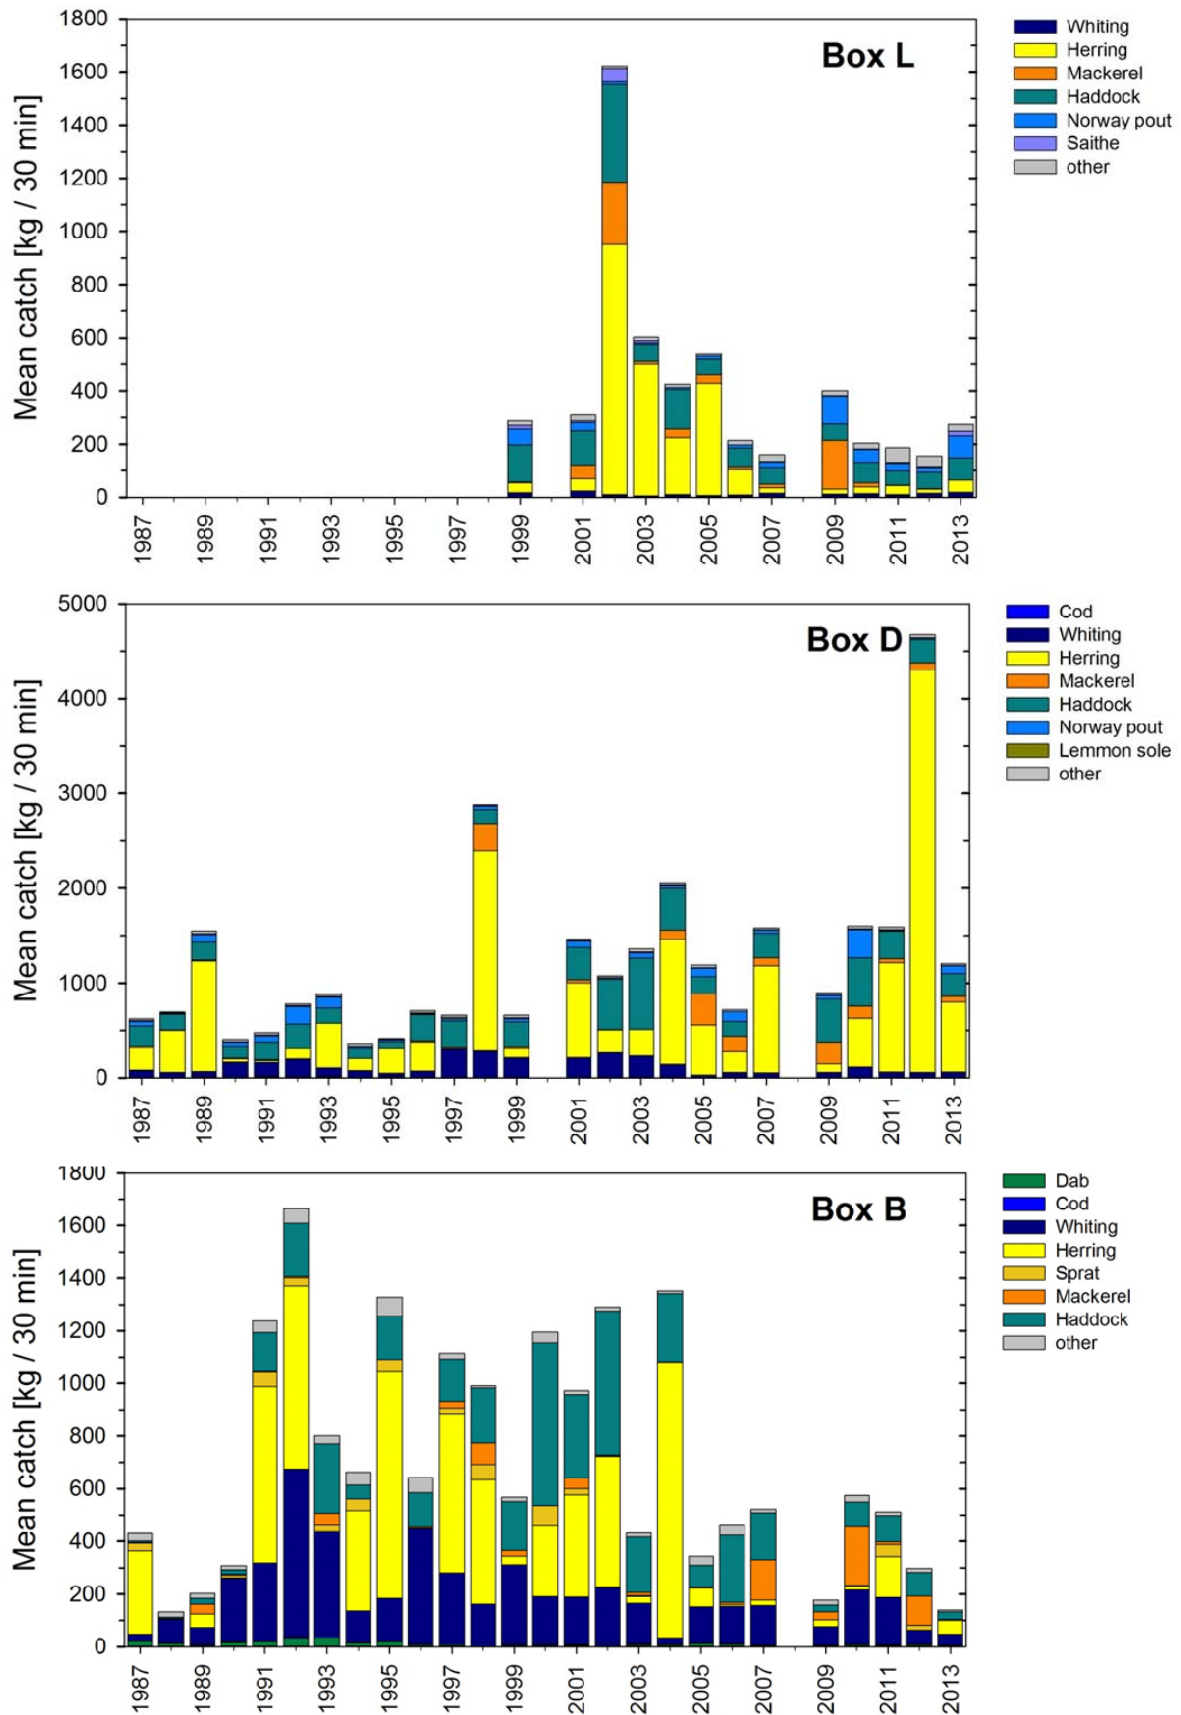 Box L
Mean catch [kg / 30 min]
1800
1600
1400
1200
1000
800
600
400
200
0
1987
1989
1991
1993
1995
1997
1999
2001
2003
2005
2007
2009
2011
2013
Whiting
Herring
Mackerel
Haddock
Norway pout
Saithe
other
Box D
Mean catch [kg / 30 min]
5000
4000
3000
2000
1000
0
1987
1989
1991
1993
1995
1997
1999
2001
2003
2005
2007
2009
2011
2013
Cod
Whiting
Herring
Mackerel
Haddock
Norway pout
Lemmon sole
other
Box B
Mean catch [kg / 30 min]
1800
1600
1400
1200
1000
800
600
400
200
0
1987
1989
1991
1993
1995
1997
1999
2001
2003
2005
2007
2009
2011
2013
Dab
Cod
Whiting
Herring
Sprat
Mackerel
Haddock
other